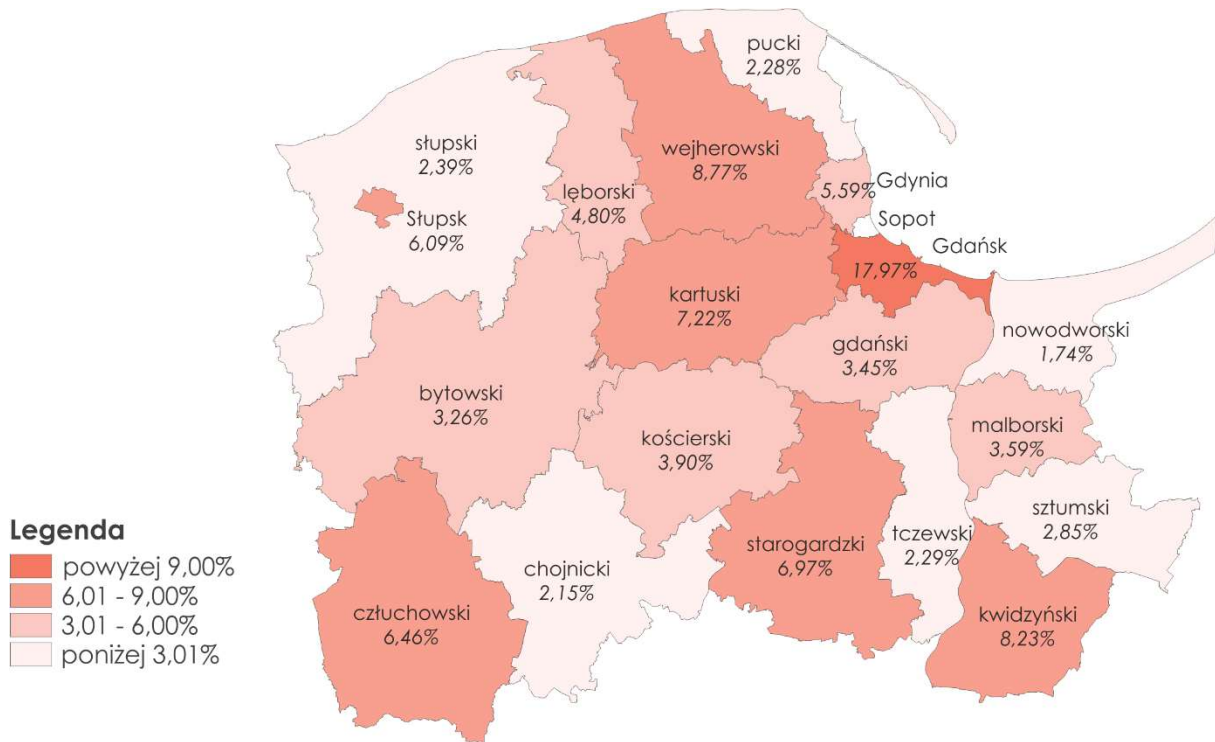 pucki
2,28%
słupski
2,39%
wejherowski
8,77%
lęborski
4,80%
5,59%
Gdynia
Sopot
Gdańsk
17,97%
Słupsk
6,09%
kartuski
7,22%
gdański
3,45%
nowodworski
1,74%
bytowski
3,26%
kościerski
3,90%
malborski
3,59%
sztumski
2,85%
starogardzki
6,97%
tczewski
2,29%
chojnicki
2,15%
człuchowski
6,46%
kwidzyński
8,23%
Legenda
powyżej 9,00%
6,01 - 9,00%
3,01 - 6,00%
poniżej 3,01%